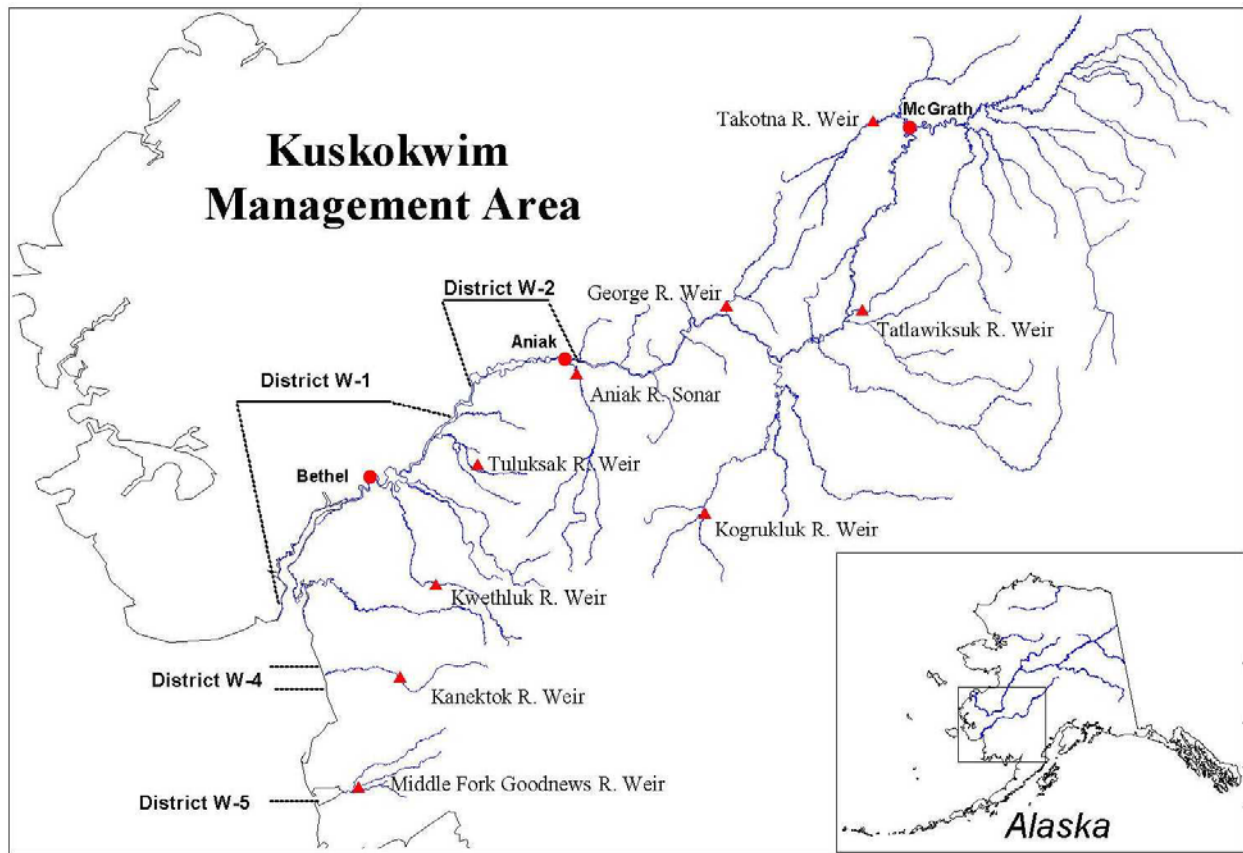 Kuskokwim
Management Area
McGrath
Takotna R. Weir
District W-2
George R. Weir
Tatlawiksuk R. Weir
Aniak
District W-1
Aniak R. Sonar
Tuluksak R. Weir
Bethel
Kogrukluk R. Weir
Kwethluk R. Weir
District W-4
Kanektok R. Weir
Middle Fork Goodnews R. Weir
District W-5
Alaska